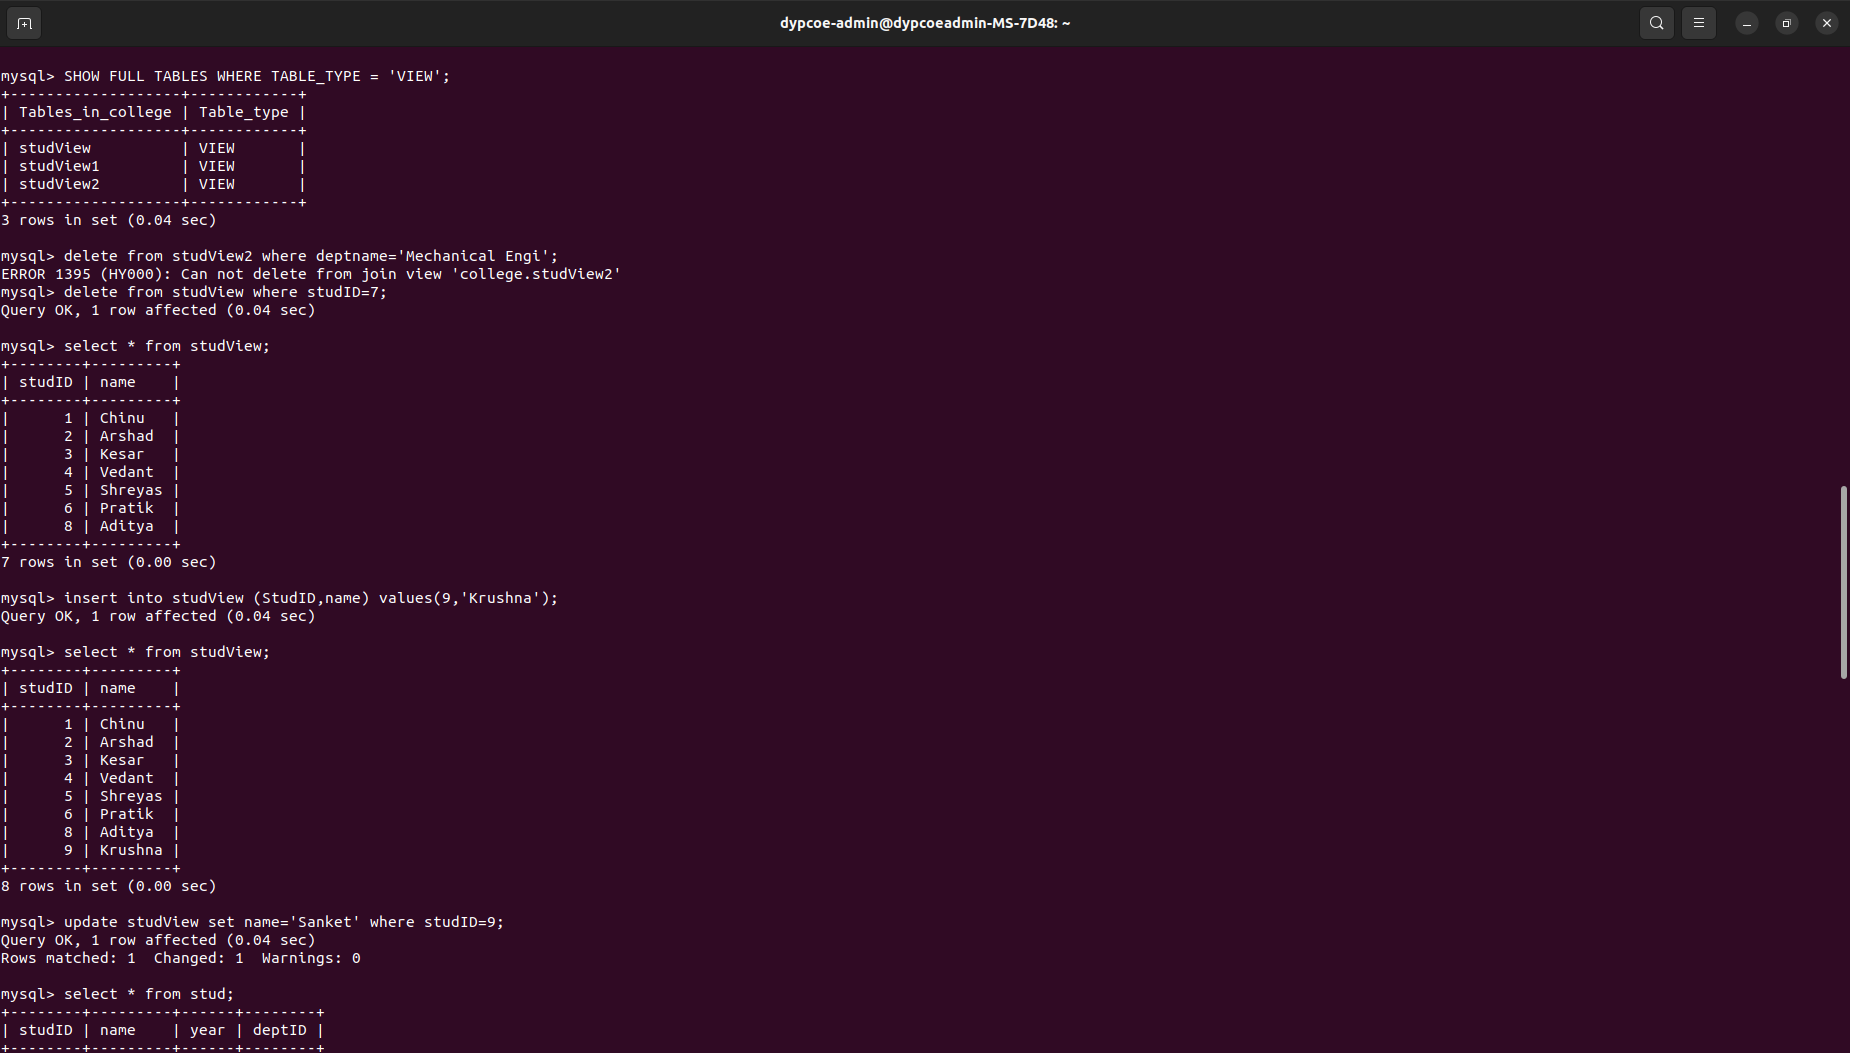 dypcoe-admin@dypcoeadmin-MS-7D48: ~
mysql> SHOW FULL TABLES WHERE TABLE_TYPE = 'VIEW';
+-------------------+------------+
| Tables_in_college | Table_type |
+-------------------+------------+
| studView          | VIEW       |
| studView1         | VIEW       |
| studView2         | VIEW       |
+-------------------+------------+
3 rows in set (0.04 sec)
mysql> delete from studView2 where deptname='Mechanical Engi';
ERROR 1395 (HY000): Can not delete from join view 'college.studView2'
mysql> delete from studView where studID=7;
Query OK, 1 row affected (0.04 sec)
mysql> select * from studView;
+--------+---------+
| studID | name    |
+--------+---------+
|      1 | Chinu   |
|      2 | Arshad  |
|      3 | Kesar   |
|      4 | Vedant  |
|      5 | Shreyas |
|      6 | Pratik  |
|      8 | Aditya  |
+--------+---------+
7 rows in set (0.00 sec)
mysql> insert into studView (StudID,name) values(9,'Krushna');
Query OK, 1 row affected (0.04 sec)
mysql> select * from studView;
+--------+---------+
| studID | name    |
+--------+---------+
|      1 | Chinu   |
|      2 | Arshad  |
|      3 | Kesar   |
|      4 | Vedant  |
|      5 | Shreyas |
|      6 | Pratik  |
|      8 | Aditya  |
|      9 | Krushna |
+--------+---------+
8 rows in set (0.00 sec)
mysql> update studView set name='Sanket' where studID=9;
Query OK, 1 row affected (0.04 sec)
Rows matched: 1  Changed: 1  Warnings: 0
mysql> select * from stud;
+--------+---------+------+--------+
| studID | name    | year | deptID |
+--------+---------+------+--------+